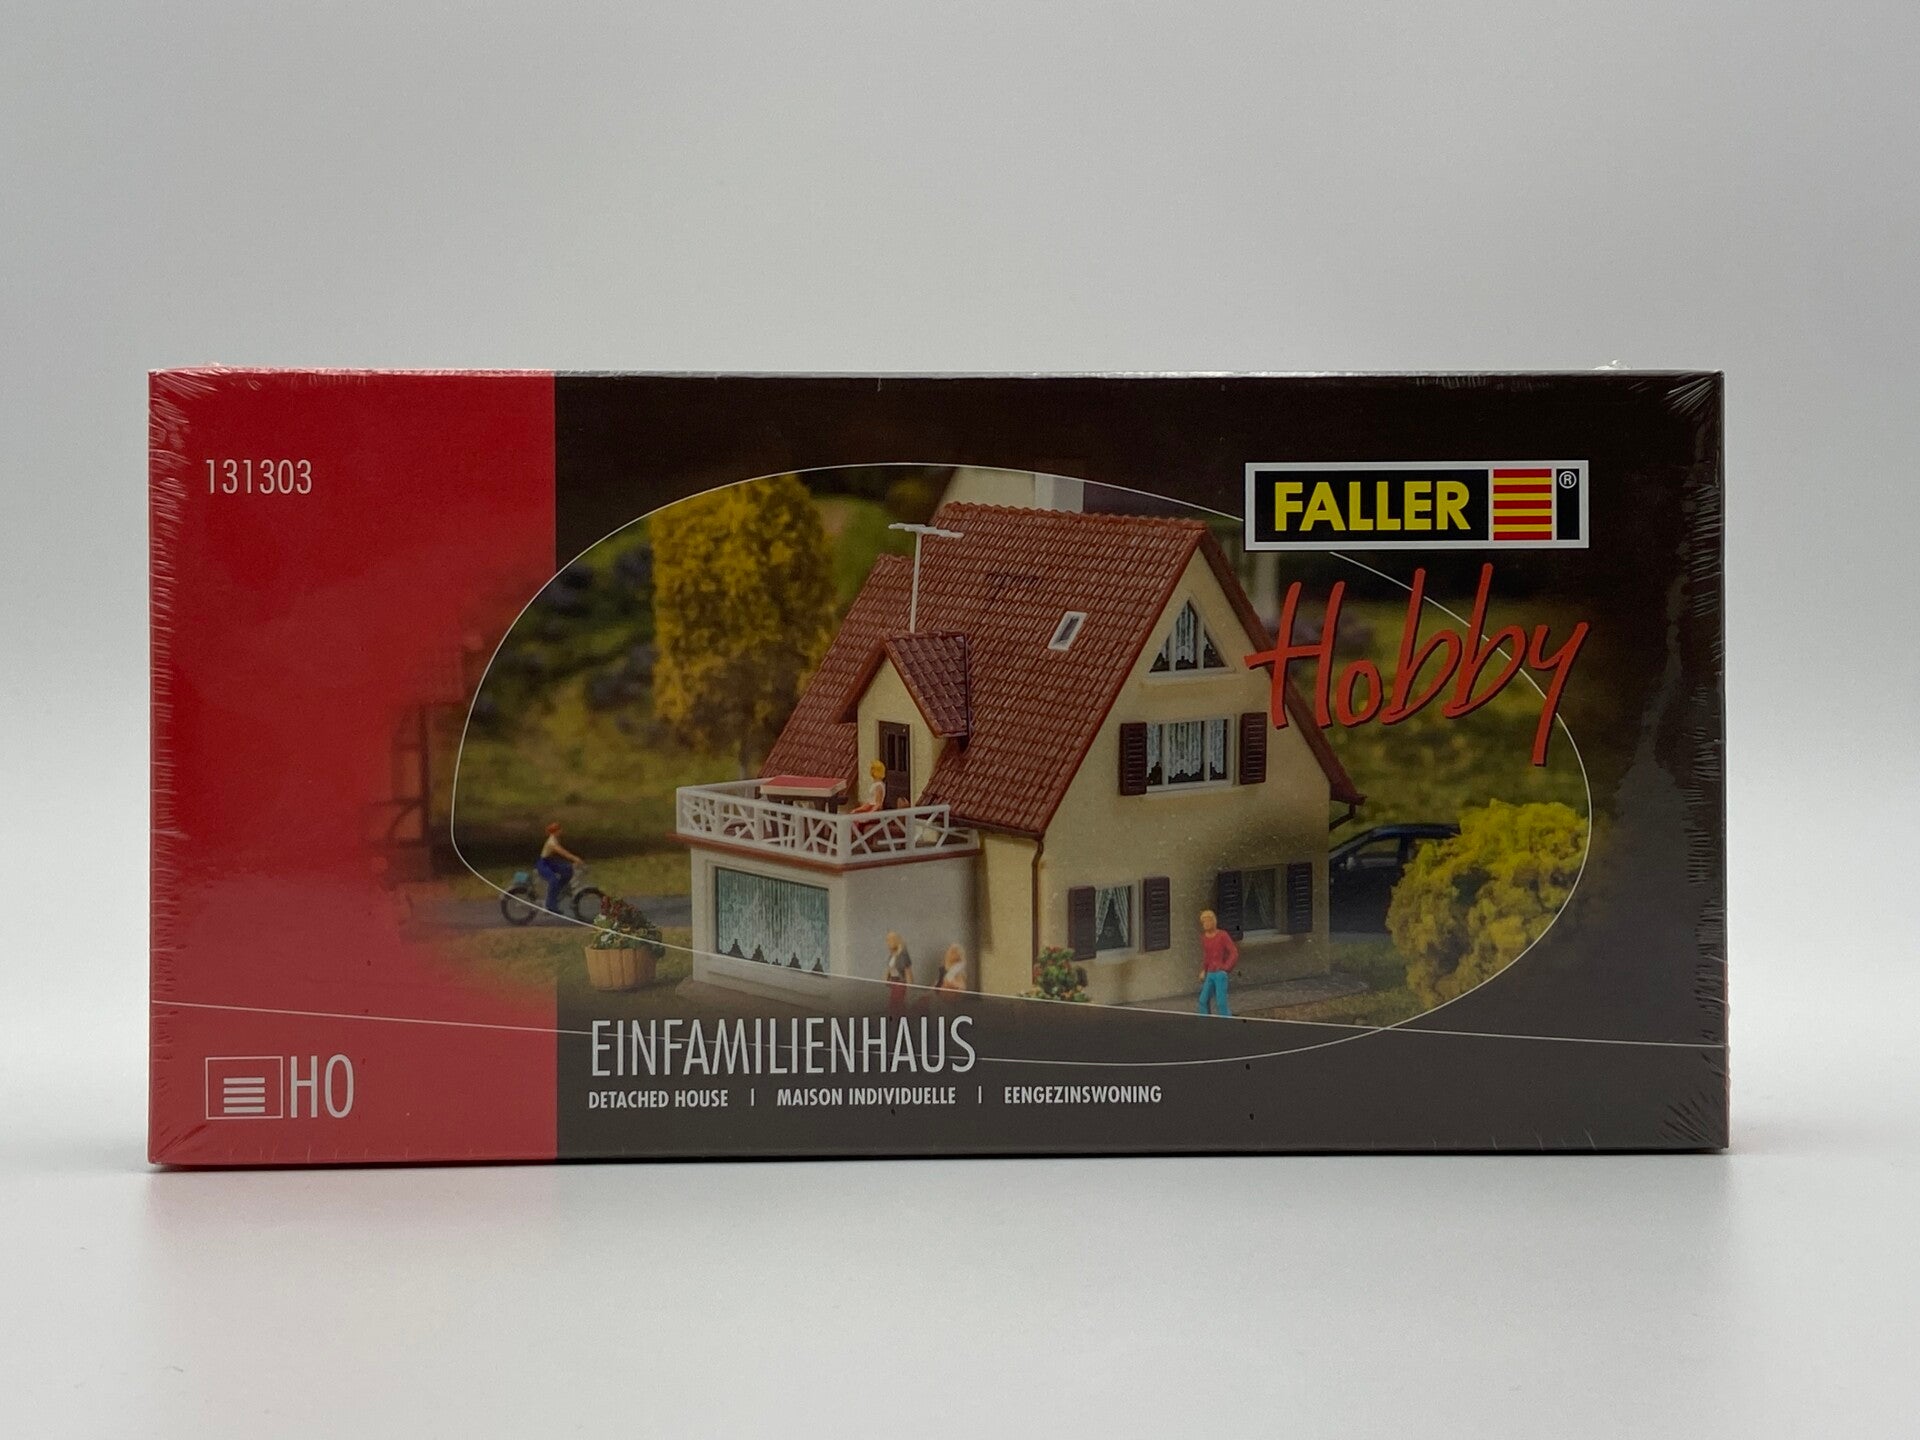 131303
FALLER ®
Hobby
EINFAMILIENHAUS
DETACHED HOUSE | MAISON INDIVIDUELLE | EENGEZINSWONING
H0